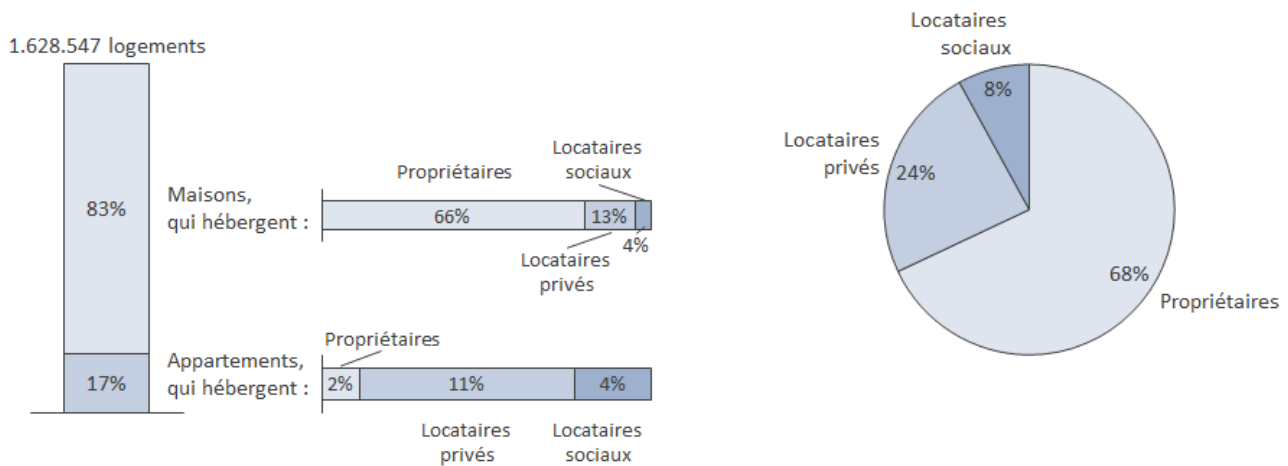 1.628.547 logements
83%
17%
Maisons,
qui hébergent :
Propriétaires
Locataires
sociaux
66%
13%
4%
Locataires
privés
Appartements,
qui hébergent :
Propriétaires
2%
11%
4%
Locataires
privés
Locataires
sociaux
Locataires
sociaux
8%
Locataires
privés
24%
68%
Propriétaires